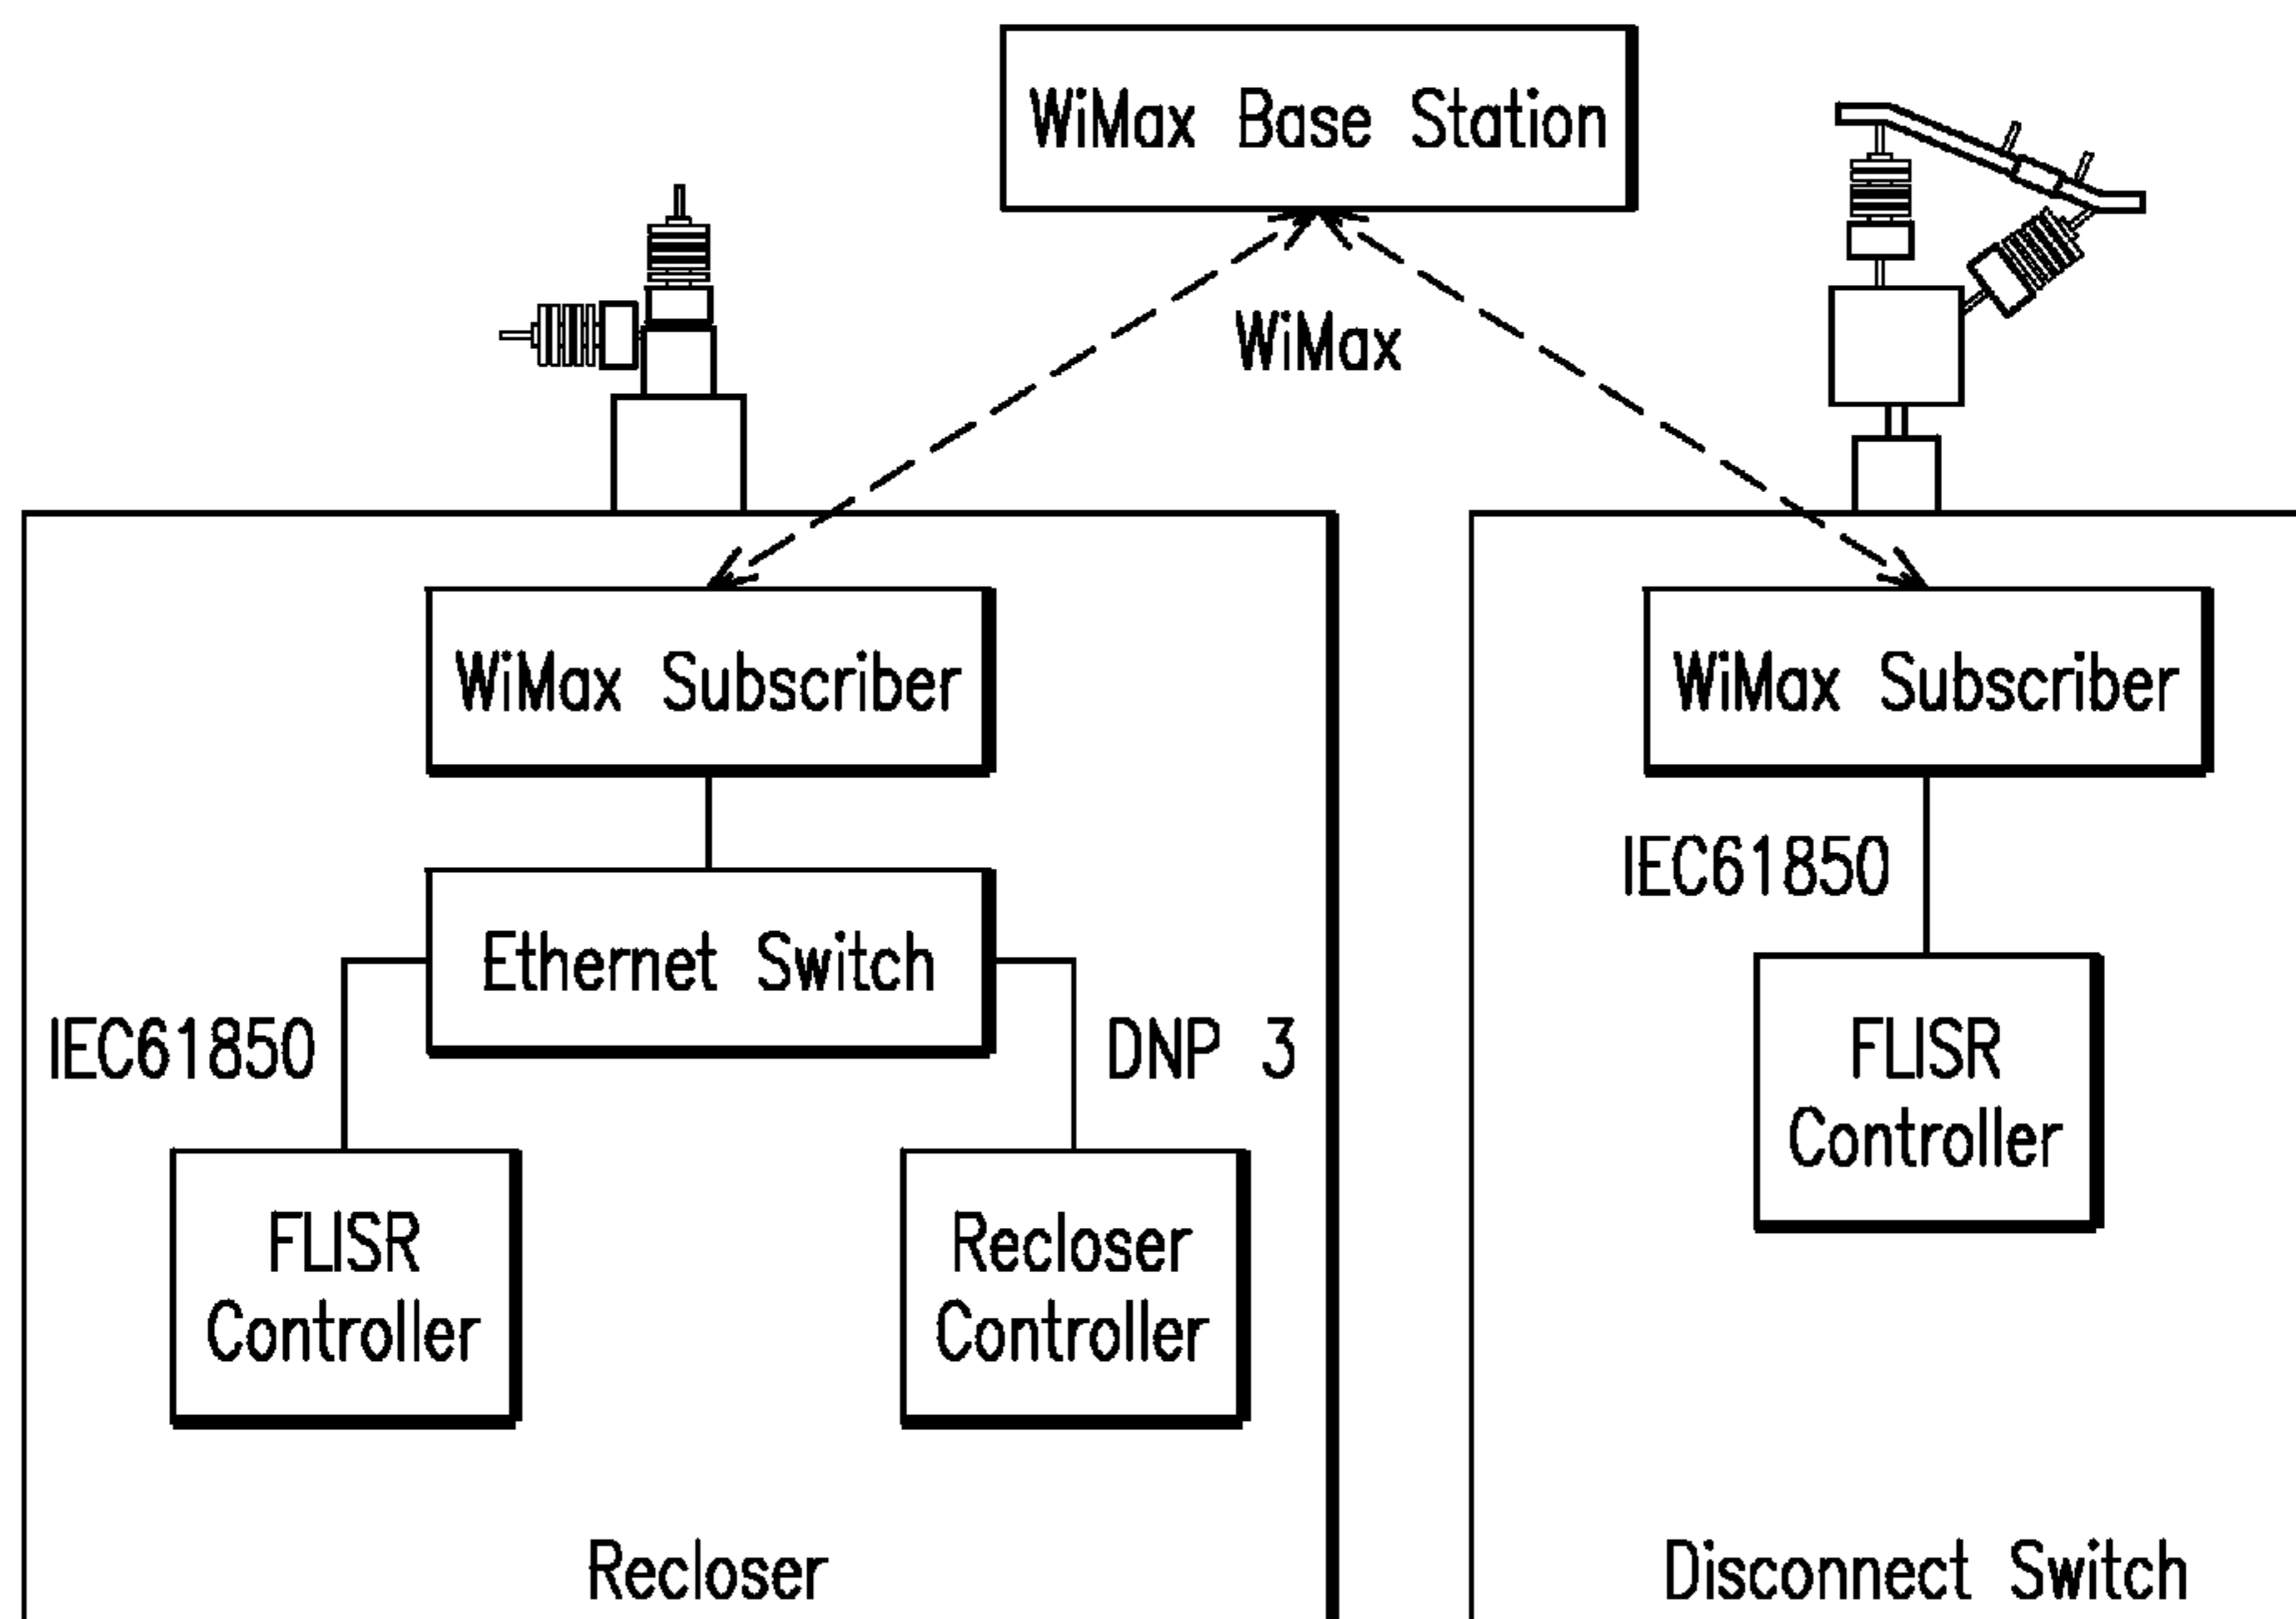 WiMax Base Station
WiMax
WiMax Subscriber
WiMax Subscriber
IEC61850
Ethernet Switch
IEC61850
DNP 3
FLISR
Controller
FLISR
Controller
Recloser
Controller
Recloser
Disconnect Switch